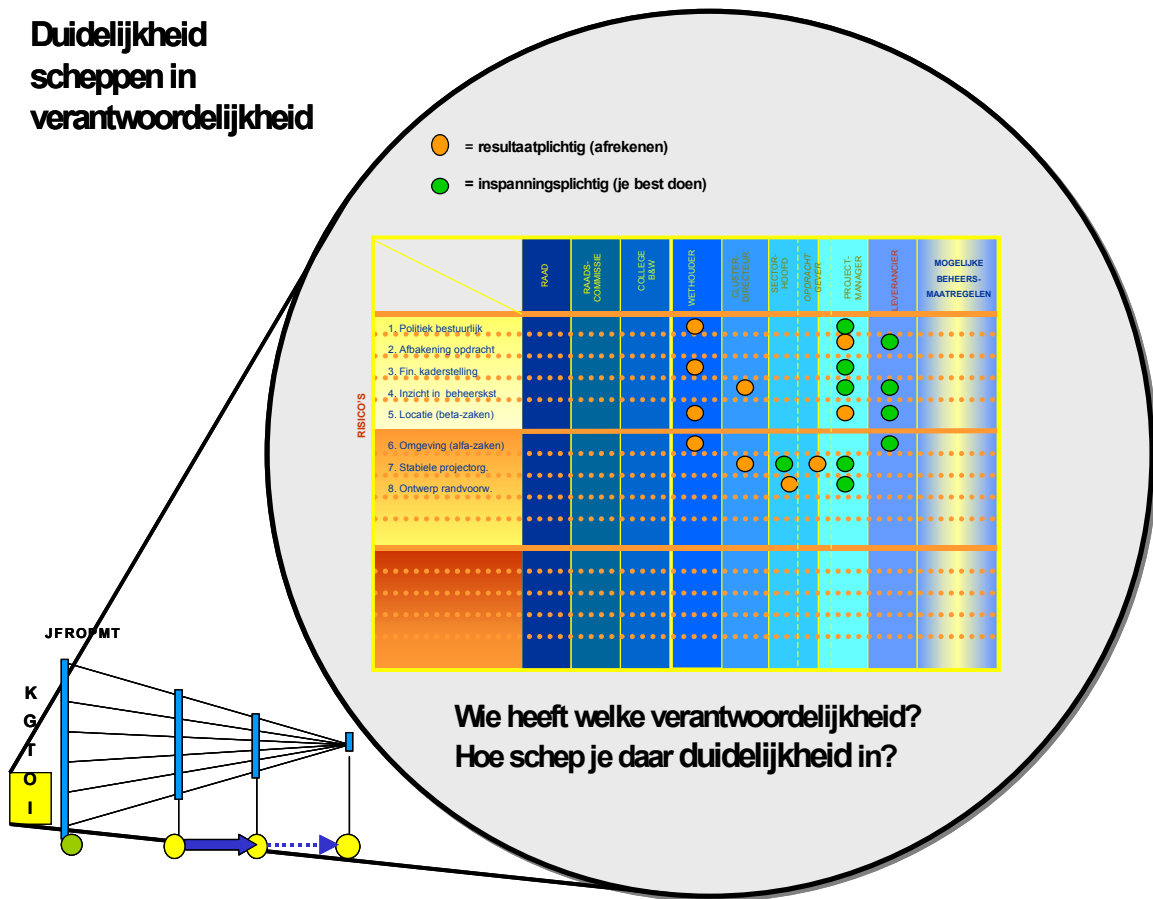 Duidelijkheid
scheppen in
verantwoordelijkheid
= resultaatplichtig (afrekenen)
= inspanningsplichtig (je best doen)
RAAD
RAADS-
COMMISSIE
COLLEGE
B&W
WETHOUDER
CLUSTER-
DIRECTEUR
SECTOR-
HOOFD
OPDRACHT
GEVER
PROJECT-
MANAGER
LEVERANCIER
MOGELIJKE
BEHEERS-
MAATREGELEN
RISICO'S
1. Politiek bestuurlijk
2. Afbakening opdracht
3. Fin. kaderstelling
4. Inzicht in beheerskst
5. Locatie (beta-zaken)
6. Omgeving (alfa-zaken)
7. Stabiele projectorg.
8. Ontwerp randvoorw.
Wie heeft welke verantwoordelijkheid?
Hoe schep je daar duidelijkheid in?
JFROPMT
K
G
T
O
I